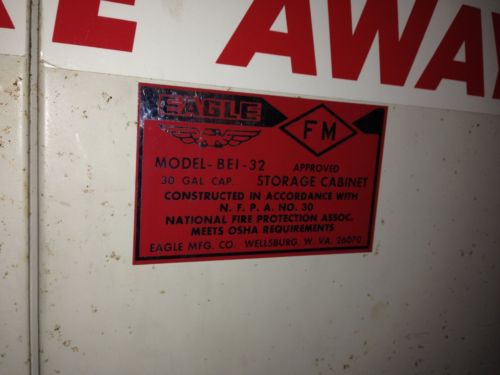 AWAY
EAGLE
FM
MODEL-BEI-32 APPROVED
30 GAL. CAP. STORAGE CABINET
CONSTRUCTED IN ACCORDANCE WITH
N. F. P. A. NO. 30
NATIONAL FIRE PROTECTION ASSOC.
MEETS OSHA REQUIREMENTS
EAGLE MFG. CO. WELLSBURG, W. VA. 26070